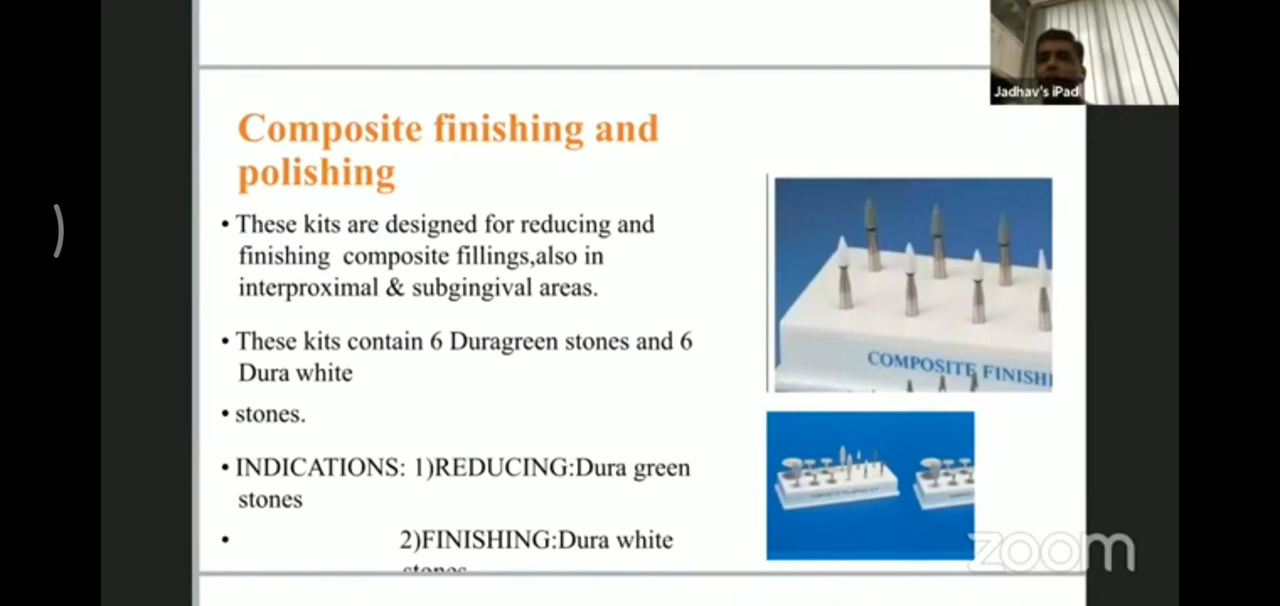 Jadhav's iPad
Composite finishing and
polishing
• These kits are designed for reducing and
finishing composite fillings,also in
interproximal & subgingival areas.
• These kits contain 6 Duragreen stones and 6
Dura white
• stones.
• INDICATIONS: 1)REDUCING:Dura green
stones
• 2)FINISHING:Dura white
stones
COMPOSITE FINISHI
zoom